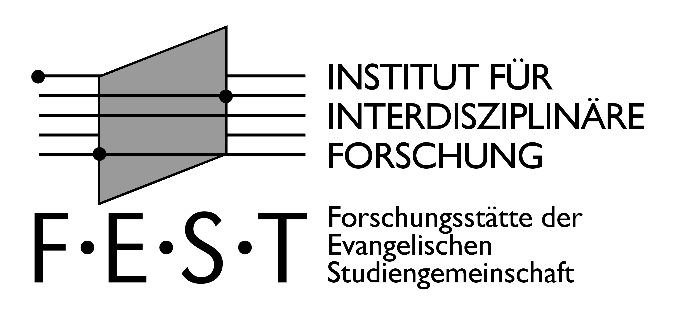 INSTITUT FÜR
INTERDISZIPLINÄRE
FORSCHUNG
F·E·S·T
Forschungsstätte der
Evangelischen
Studiengemeinschaft